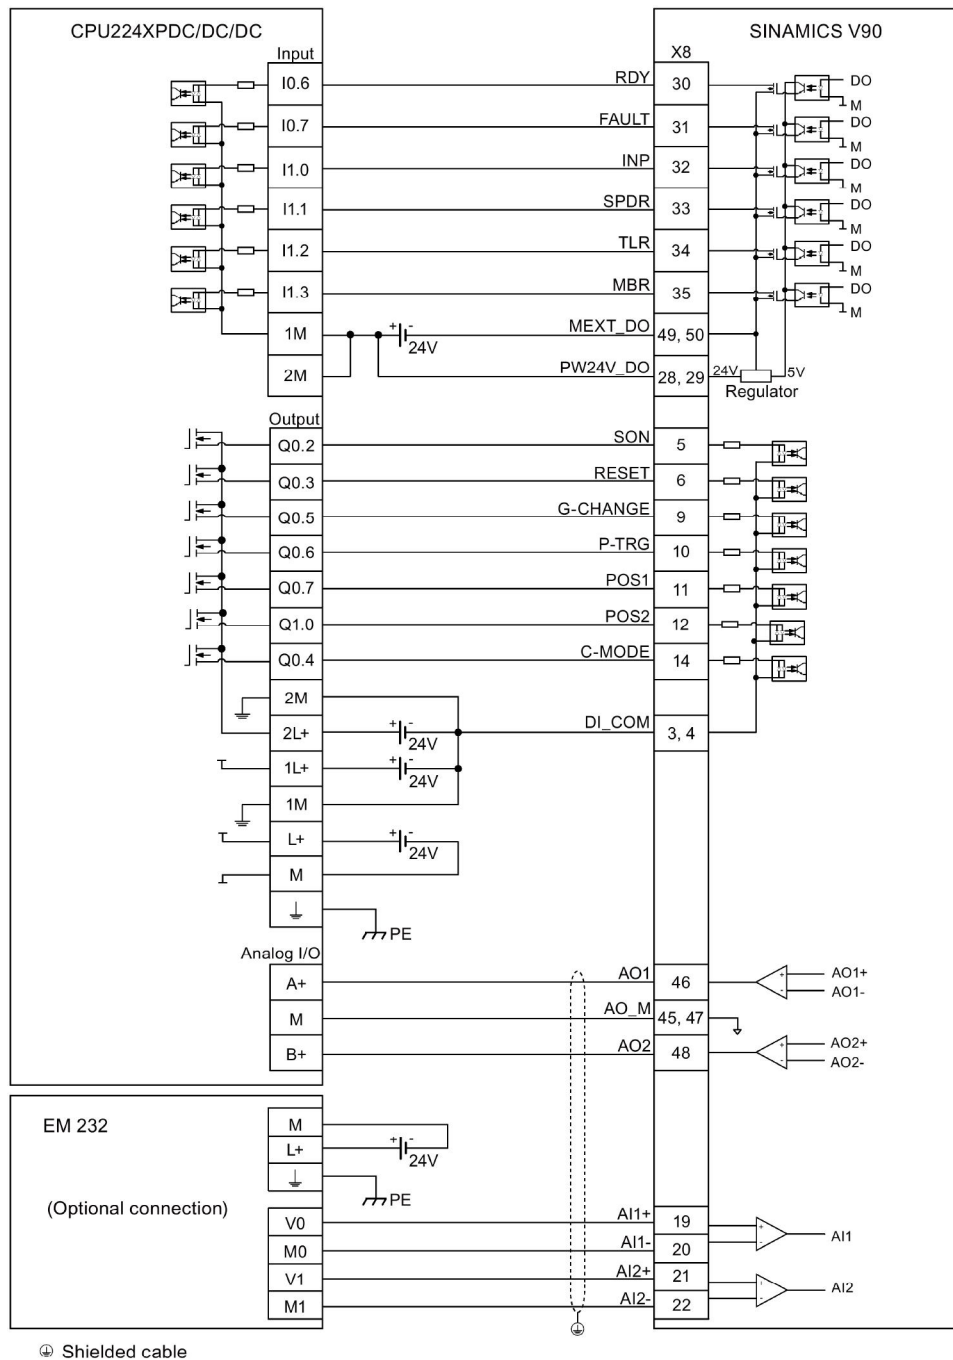 CPU224XPDC/DC/DC
SINAMICS V90
Input
X8
I0.6 RDY 30 DO
M
I0.7 FAULT 31 DO
M
I1.0 INP 32 DO
M
I1.1 SPDR 33 DO
M
I1.2 TLR 34 DO
M
I1.3 MBR 35 DO
M
1M + - 24V MEXT_DO 49, 50
2M PW24V_DO 28, 29 24V 5V
Regulator
Output
Q0.2 SON 5
Q0.3 RESET 6
Q0.5 G-CHANGE 9
Q0.6 P-TRG 10
Q0.7 POS1 11
Q1.0 POS2 12
Q0.4 C-MODE 14
2M
2L+ + - 24V DI_COM 3, 4
1L+ + - 24V
1M
L+ + - 24V
M
PE
Analog I/O
A+ AO1 46 + AO1+
- AO1-
M AO_M 45, 47
B+ AO2 48 + AO2+
- AO2-
EM 232
(Optional connection)
M
L+ + - 24V
PE
V0 AI1+ 19 +
M0 AI1- 20 - AI1
V1 AI2+ 21 +
M1 AI2- 22 - AI2
Shielded cable